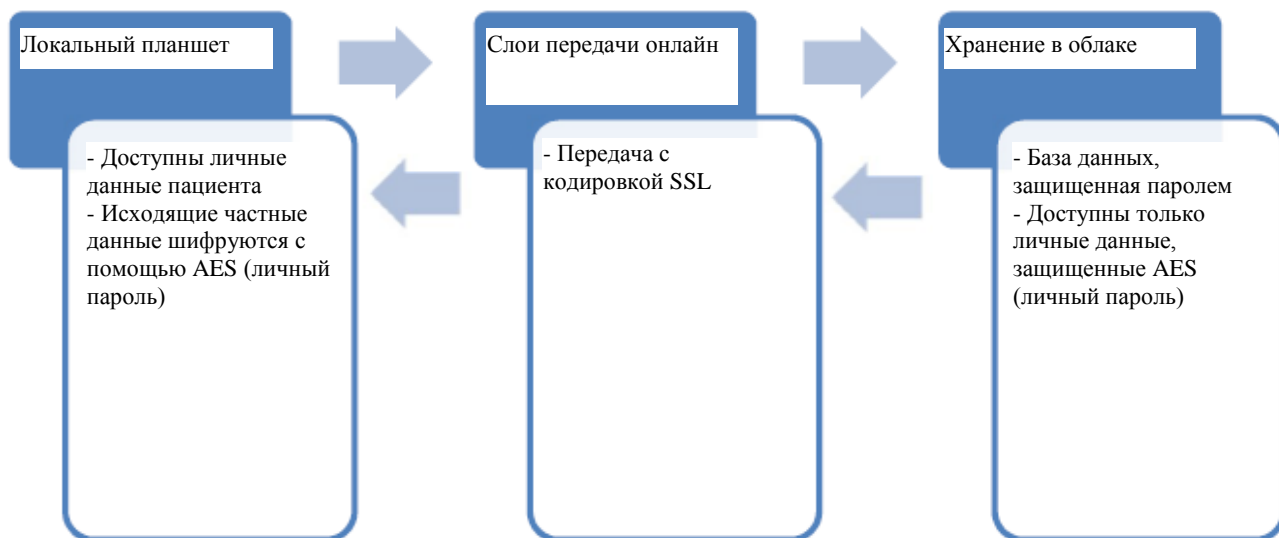 Локальный планшет
- Доступны личные
данные пациента
- Исходящие частные
данные шифруются с
помощью AES (личный
пароль)
Слои передачи онлайн
- Передача с
кодировкой SSL
Хранение в облаке
- База данных,
защищенная паролем
- Доступны только
личные данные,
защищенные AES
(личный пароль)